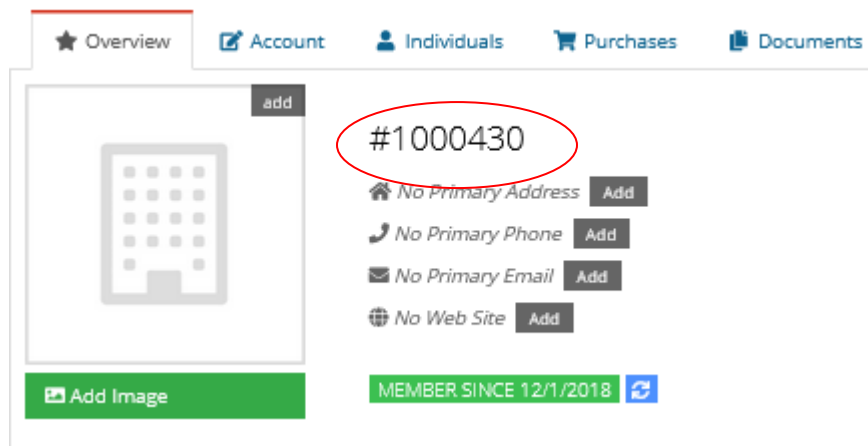 Overview Account Individuals Purchases Documents
add
#1000430
No Primary Address Add
No Primary Phone Add
No Primary Email Add
No Web Site Add
Add Image
MEMBER SINCE 12/1/2018